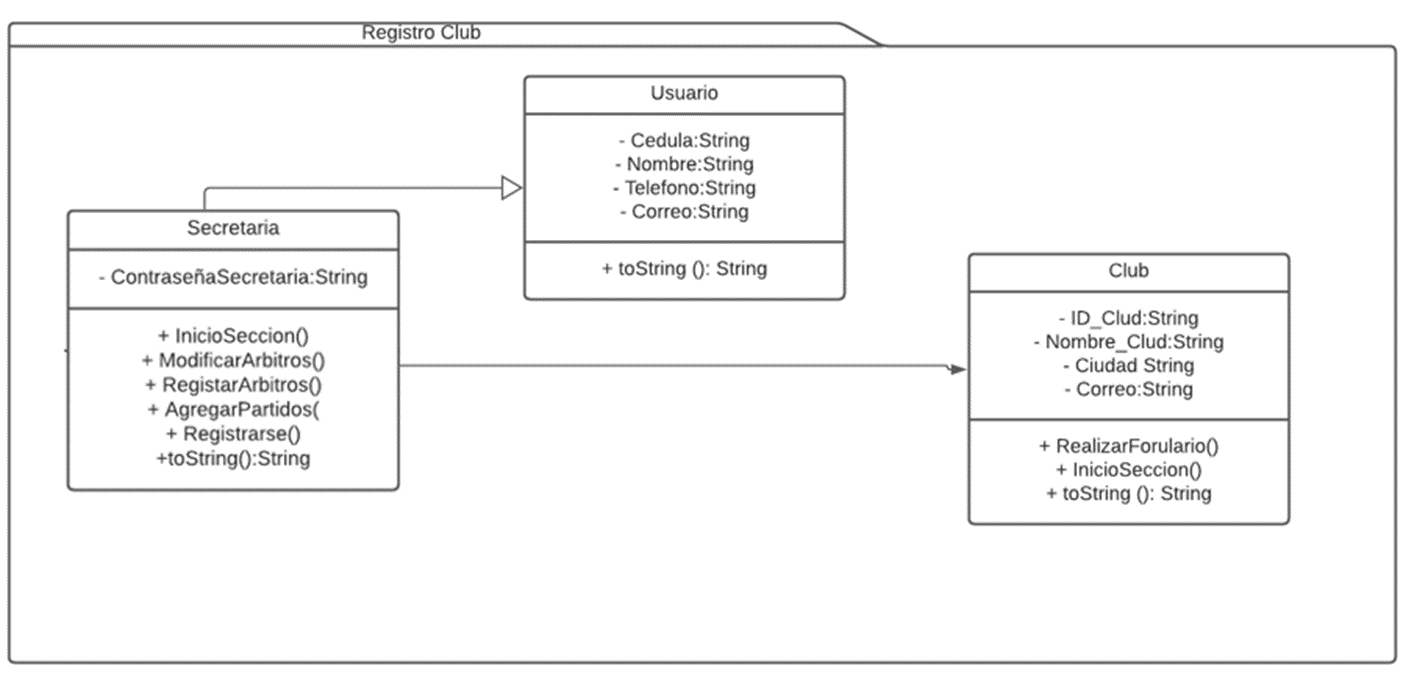 Registro Club
Usuario
- Cedula:String
- Nombre:String
- Telefono:String
- Correo:String
+ toString (): String
Secretaria
- ContraseñaSecretaria:String
+ InicioSeccion()
+ ModificarArbitros()
+ RegistarArbitros()
+ AgregarPartidos(
+ Registrarse()
+toString():String
Club
- ID_Clud:String
- Nombre_Clud:String
- Ciudad String
- Correo:String
+ RealizarForulario()
+ InicioSeccion()
+ toString (): String